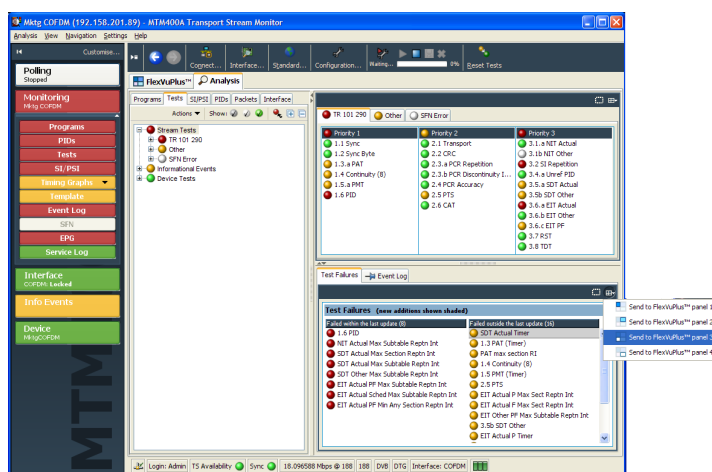 Mktg COFDM (192.158.201.89) - MTM400A Transport Stream Monitor
Analysis View Navigation Settings Help
Customise...
Connect... Interface... Standard... Configuration... Waiting... 0% Reset Tests
Polling
Stopped
Monitoring
Mktg COFDM
Programs
PIDs
Tests
SI/PSI
Timing Graphs
Template
Event Log
SFN
EPG
Service Log
Interface
COFDM: Locked
Info Events
Device
MktgCOFDM
MTM
FlexVuPlus™ Analysis
Programs Tests SI/PSI PIDs Packets Interface
Actions Show:
Stream Tests
TR 101 290
Other
SFN Error
Informational Events
Device Tests
TR 101 290 Other SFN Error
Priority 1
1.1 Sync
1.2 Sync Byte
1.3.a PAT
1.4 Continuity (8)
1.5.a PMT
1.6 PID
Priority 2
2.1 Transport
2.2 CRC
2.3.a PCR Repetition
2.3.b PCR Discontinuity I...
2.4 PCR Accuracy
2.5 PTS
2.6 CAT
Priority 3
3.1.a NIT Actual
3.1b NIT Other
3.2 SI Repetition
3.4.a Unref PID
3.5.a SDT Actual
3.5b SDT Other
3.6.a EIT Actual
3.6.b EIT Other
3.6.c EIT PF
3.7 RST
3.8 TDT
Test Failures Event Log
Test Failures (new additions shown shaded)
Failed within the last update (8)
1.6 PID
NIT Actual Max Subtable Reptn Int
SDT Actual Max Section Reptn Int
SDT Actual Max Subtable Reptn Int
SDT Other Max Subtable Reptn Int
EIT Actual PF Max Subtable Reptn Int
EIT Actual Sched Max Subtable Reptn Int
EIT Actual PF Min Any Section Reptn Int
Failed outside the last update (16)
SDT Actual Timer
1.3 PAT (Timer)
PAT max section RI
1.4 Continuity (8)
1.5 PMT (Timer)
2.5 PTS
EIT Actual P Max Sect Reptn Int
EIT Actual F Max Sect Reptn Int
EIT Other PF Max Subtable Reptn Int
3.5b SDT Other
EIT Actual P Timer
Send to FlexVuPlus™ panel 1
Send to FlexVuPlus™ panel 2
Send to FlexVuPlus™ panel 3
Send to FlexVuPlus™ panel 4
Login: Admin TS Availability Sync 18.096588 Mbps @ 188 188 DVB DTG Interface: COFDM